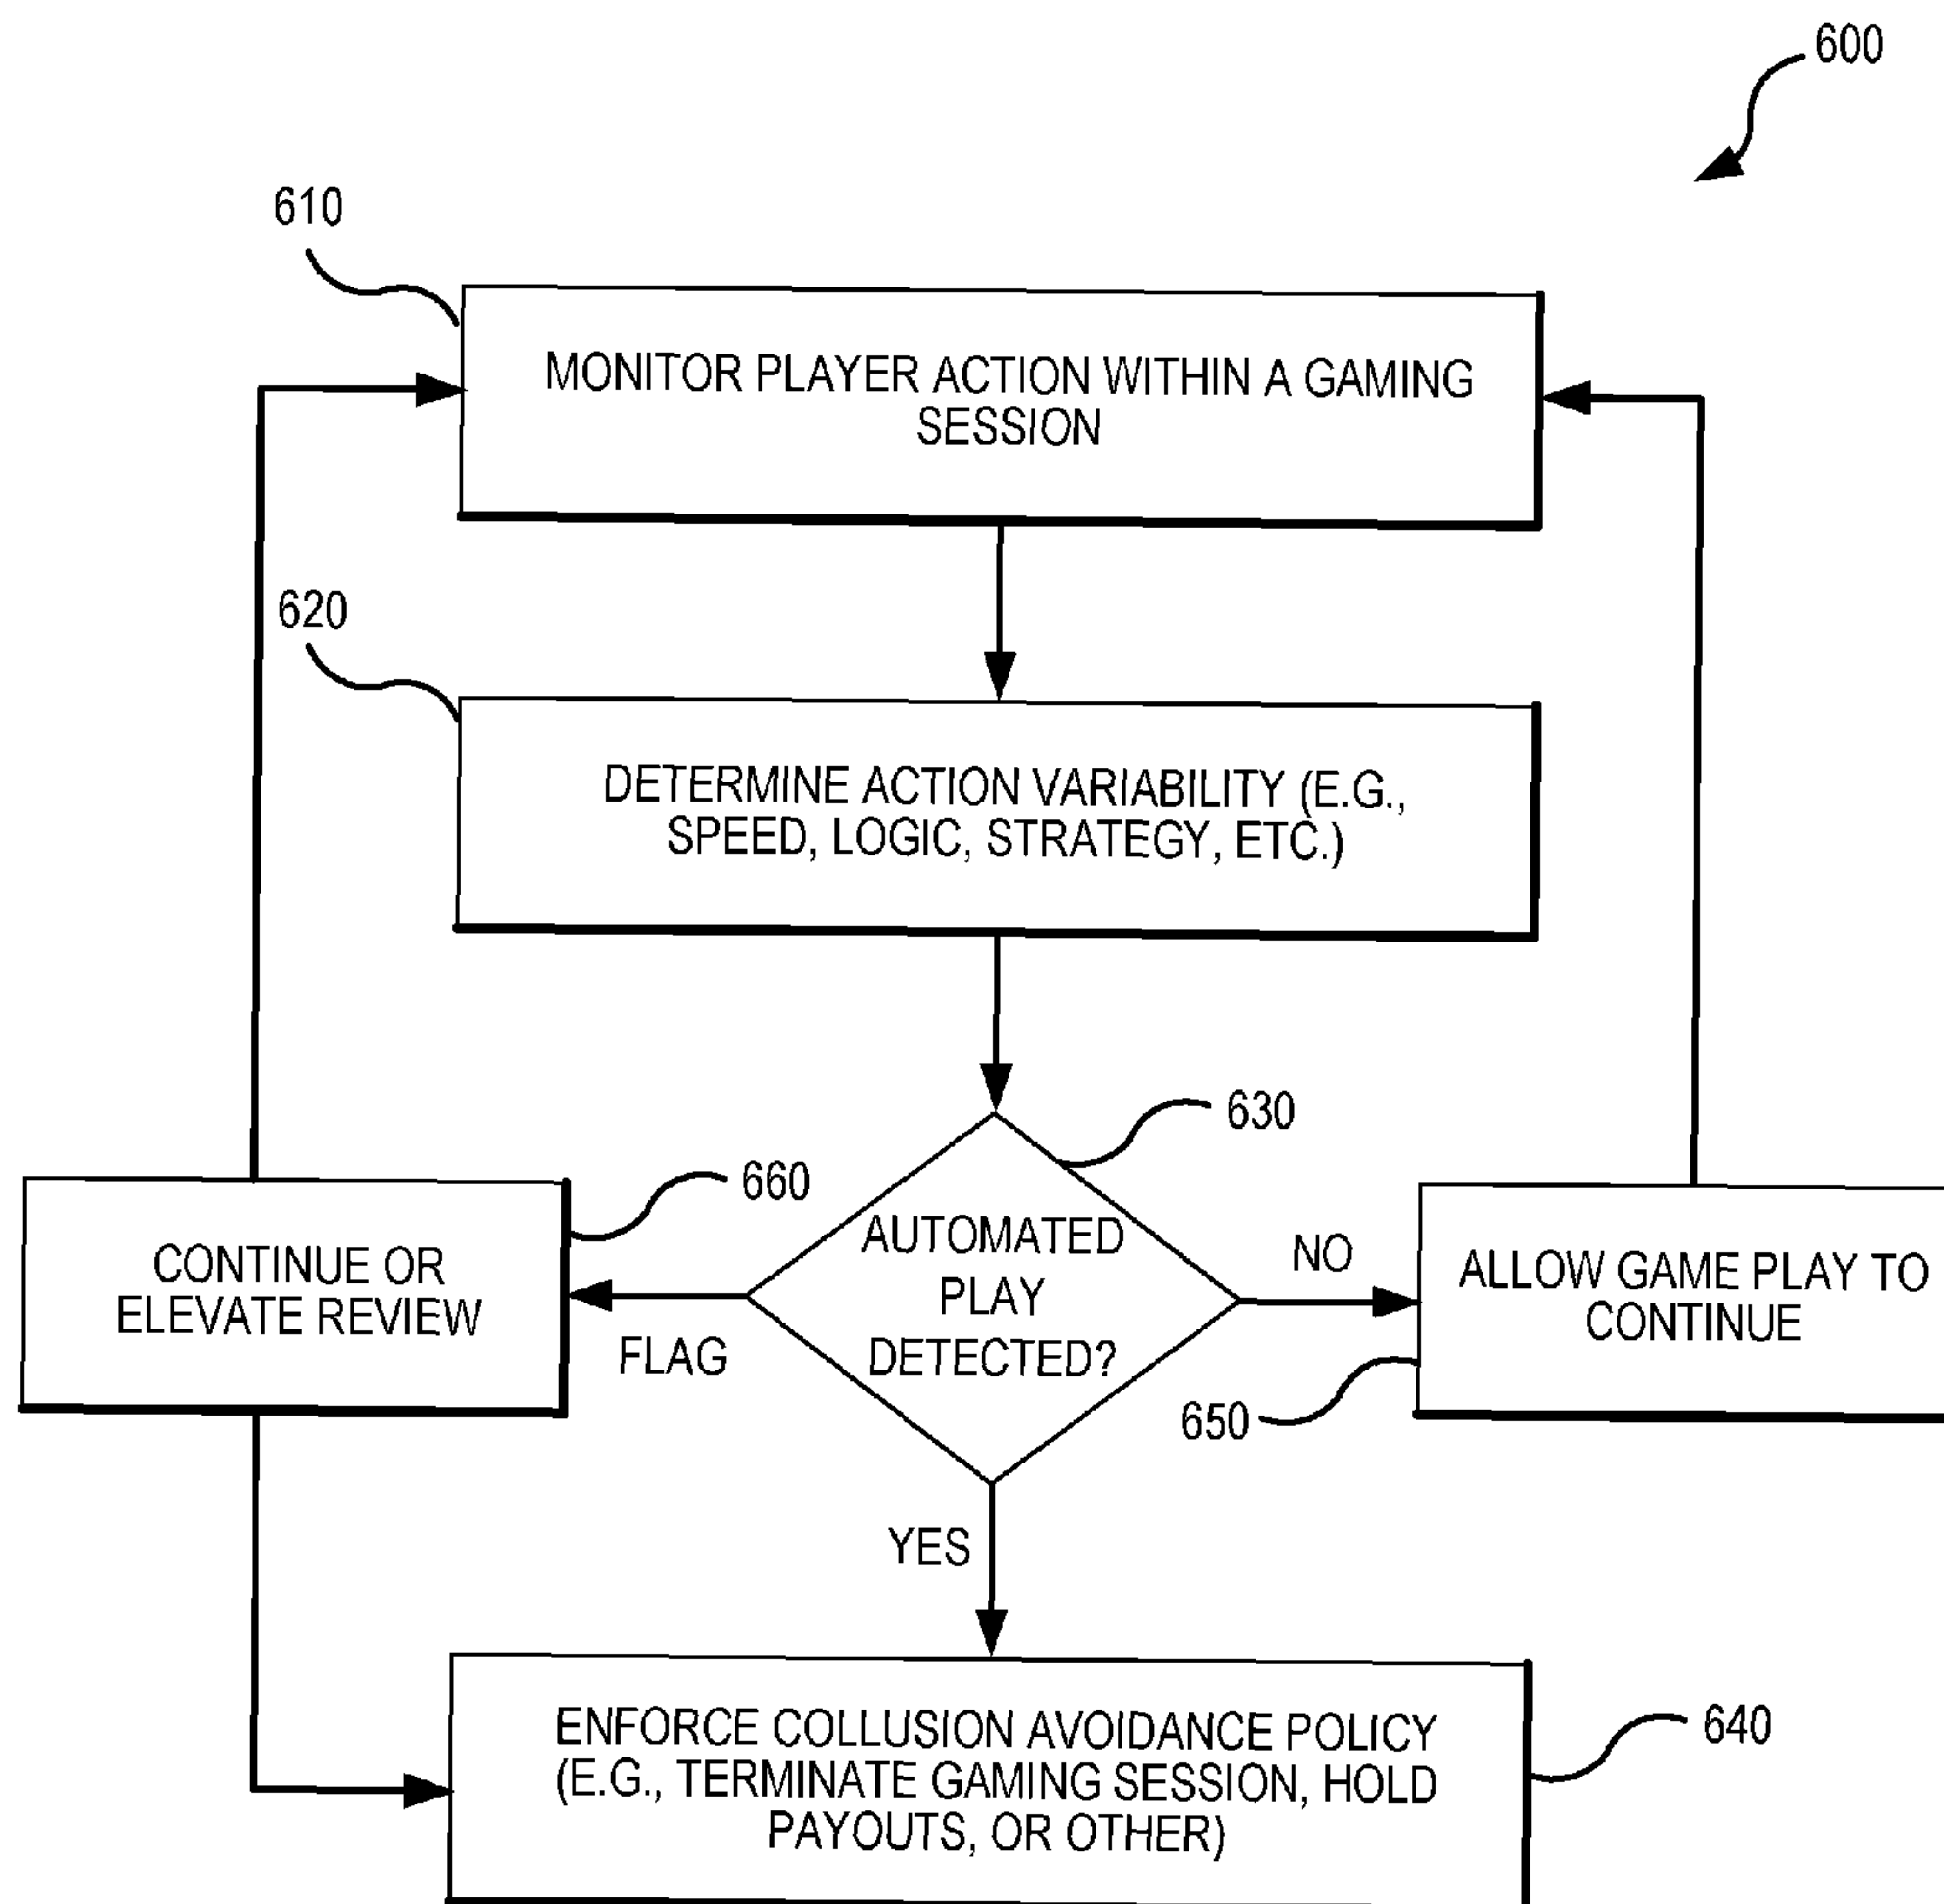 600
610
MONITOR PLAYER ACTION WITHIN A GAMING
SESSION
620
DETERMINE ACTION VARIABILITY (E.G.,
SPEED, LOGIC, STRATEGY, ETC.)
630
660
AUTOMATED
PLAY
DETECTED?
CONTINUE OR
ELEVATE REVIEW
FLAG
NO
ALLOW GAME PLAY TO
CONTINUE
650
YES
ENFORCE COLLUSION AVOIDANCE POLICY
(E.G., TERMINATE GAMING SESSION, HOLD
PAYOUTS, OR OTHER)
640